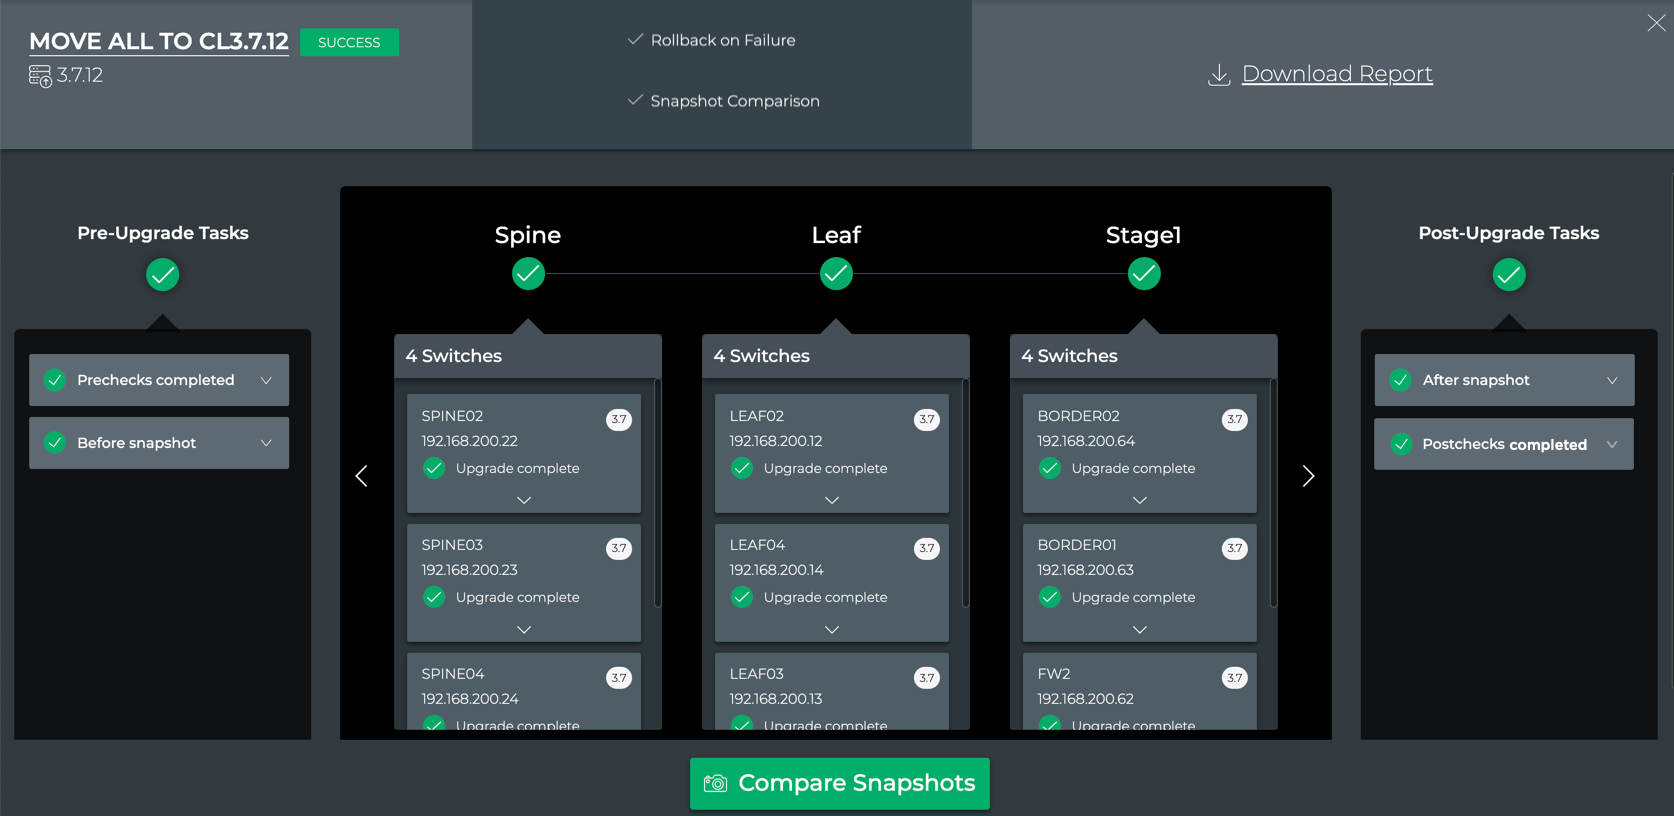 MOVE ALL TO CL3.7.12
SUCCESS
3.7.12
Rollback on Failure
Snapshot Comparison
Download Report
Pre-Upgrade Tasks
Prechecks completed
Before snapshot
Spine
4 Switches
SPINE02
3.7
192.168.200.22
Upgrade complete
SPINE03
3.7
192.168.200.23
Upgrade complete
SPINE04
3.7
192.168.200.24
Upgrade complete
Leaf
4 Switches
LEAF02
3.7
192.168.200.12
Upgrade complete
LEAF04
3.7
192.168.200.14
Upgrade complete
LEAF03
3.7
192.168.200.13
Upgrade complete
Stage1
4 Switches
BORDER02
3.7
192.168.200.64
Upgrade complete
BORDER01
3.7
192.168.200.63
Upgrade complete
FW2
3.7
192.168.200.62
Upgrade complete
Post-Upgrade Tasks
After snapshot
Postchecks completed
Compare Snapshots